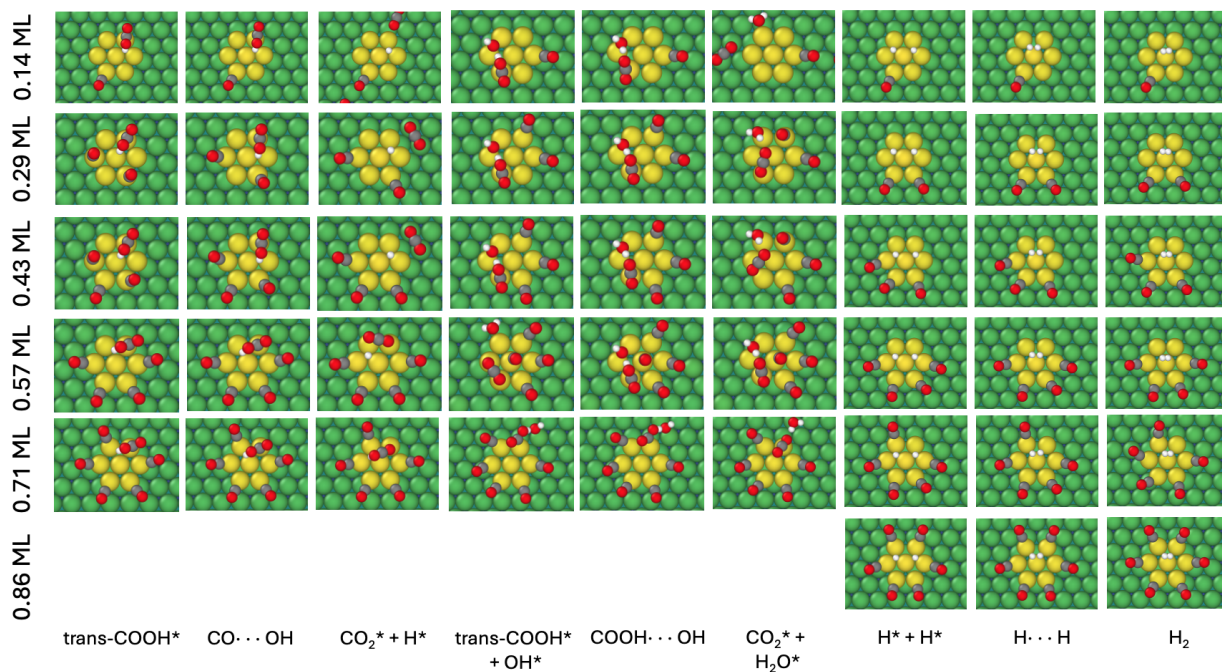 0.14 ML
0.29 ML
0.43 ML
0.57 ML
0.71 ML
0.86 ML
trans-COOH*
CO· · · OH
CO₂* + H*
trans-COOH*
+ OH*
COOH· · · OH
CO₂* +
H₂O*
H* + H*
H· · · H
H₂